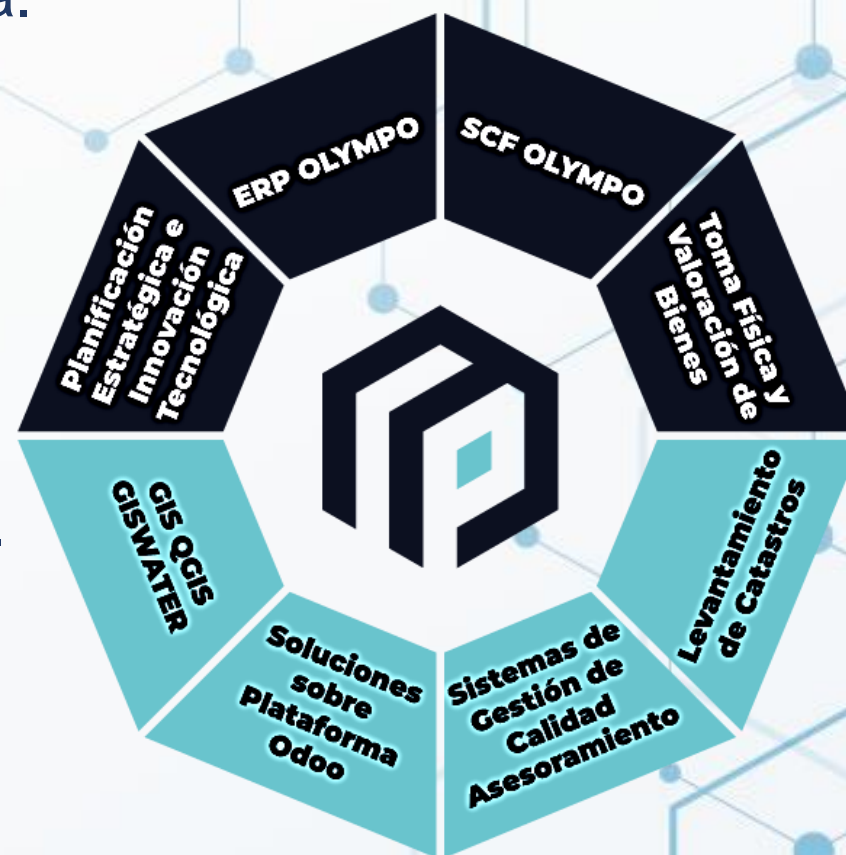 a.
ERP OLYMPO
SCF OLYMPO
Toma Física y
Valoración de
Bienes
Levantamiento
de Catastros
Sistemas de
Gestión de
Calidad
Asesoramiento
Soluciones
sobre
Plataforma
Odoo
GIS QGIS
GISWATER
Planificación
Estratégica e
Innovación
Tecnológica